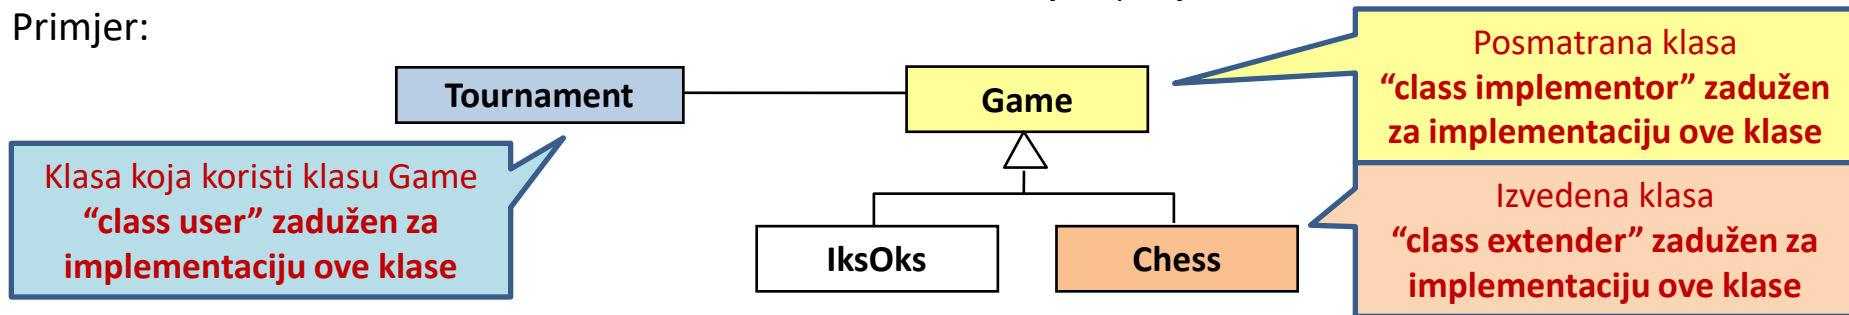 Primjer:
Tournament
Game
Posmatrana klasa
“class implementor” zadužen
za implementaciju ove klase
Klasa koja koristi klasu Game
“class user” zadužen za
implementaciju ove klase
IksOks
Chess
Izvedena klasa
“class extender” zadužen za
implementaciju ove klase